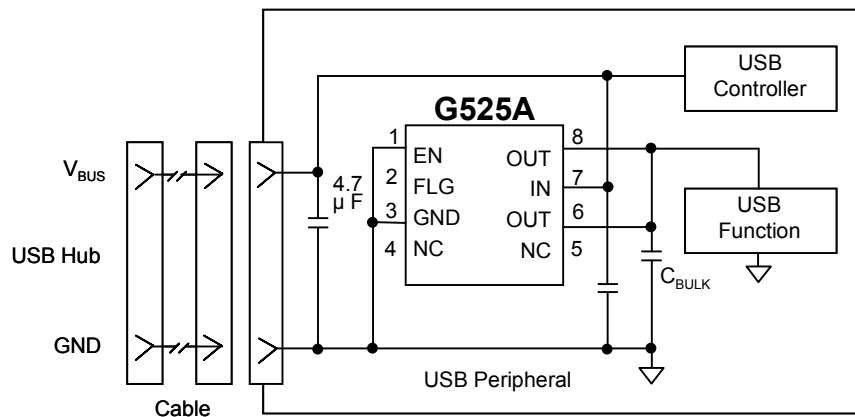 USB
Controller
G525A
1
EN
OUT
8
V_BUS
4.7
μ F
2
FLG
IN
7
3
GND
OUT
6
USB
Function
USB Hub
4
NC
NC
5
C_BULK
GND
USB Peripheral
Cable